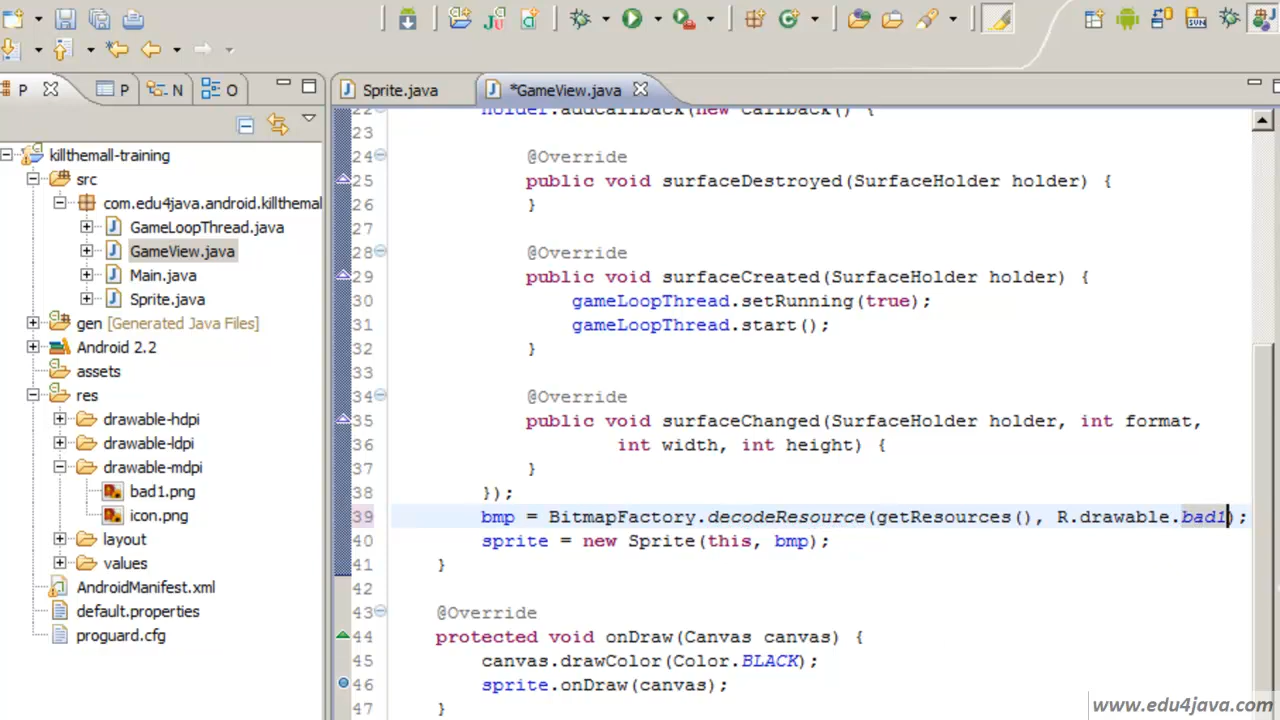 P
P
N
O
Sprite.java
*GameView.java
killthemall-training
src
com.edu4java.android.killthemal
GameLoopThread.java
GameView.java
Main.java
Sprite.java
gen [Generated Java Files]
Android 2.2
assets
res
drawable-hdpi
drawable-ldpi
drawable-mdpi
bad1.png
icon.png
layout
values
AndroidManifest.xml
default.properties
proguard.cfg
22 holder.addCallback(new Callback() {
23
24 @Override
25 public void surfaceDestroyed(SurfaceHolder holder) {
26 }
27
28 @Override
29 public void surfaceCreated(SurfaceHolder holder) {
30 gameLoopThread.setRunning(true);
31 gameLoopThread.start();
32 }
33
34 @Override
35 public void surfaceChanged(SurfaceHolder holder, int format,
36 int width, int height) {
37 }
38 });
39 bmp = BitmapFactory.decodeResource(getResources(), R.drawable.bad1);
40 sprite = new Sprite(this, bmp);
41 }
42
43 @Override
44 protected void onDraw(Canvas canvas) {
45 canvas.drawColor(Color.BLACK);
46 sprite.onDraw(canvas);
47 }
www.edu4java.com